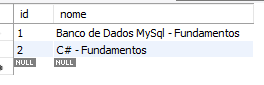 id nome
1 Banco de Dados MySql - Fundamentos
2 C# - Fundamentos
NULL NULL